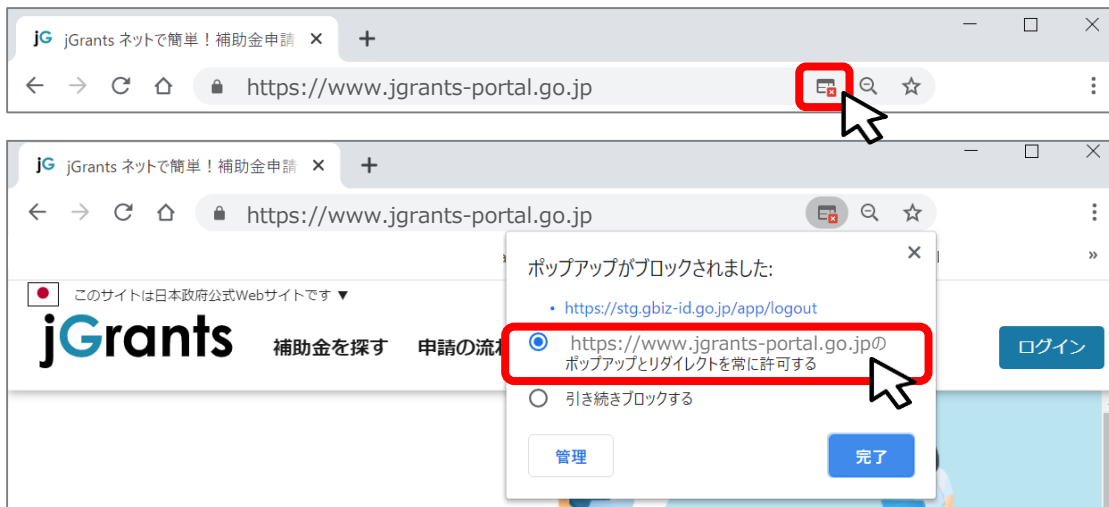 jG jGrants ネットで簡単！補助金申請
https://www.jgrants-portal.go.jp
jG jGrants ネットで簡単！補助金申請
https://www.jgrants-portal.go.jp
このサイトは日本政府公式Webサイトです ▼
jGrants 補助金を探す 申請の流れ ログイン
ポップアップがブロックされました:
• https://stg.gbiz-id.go.jp/app/logout
https://www.jgrants-portal.go.jpの
ポップアップとリダイレクトを常に許可する
引き続きブロックする
管理 完了